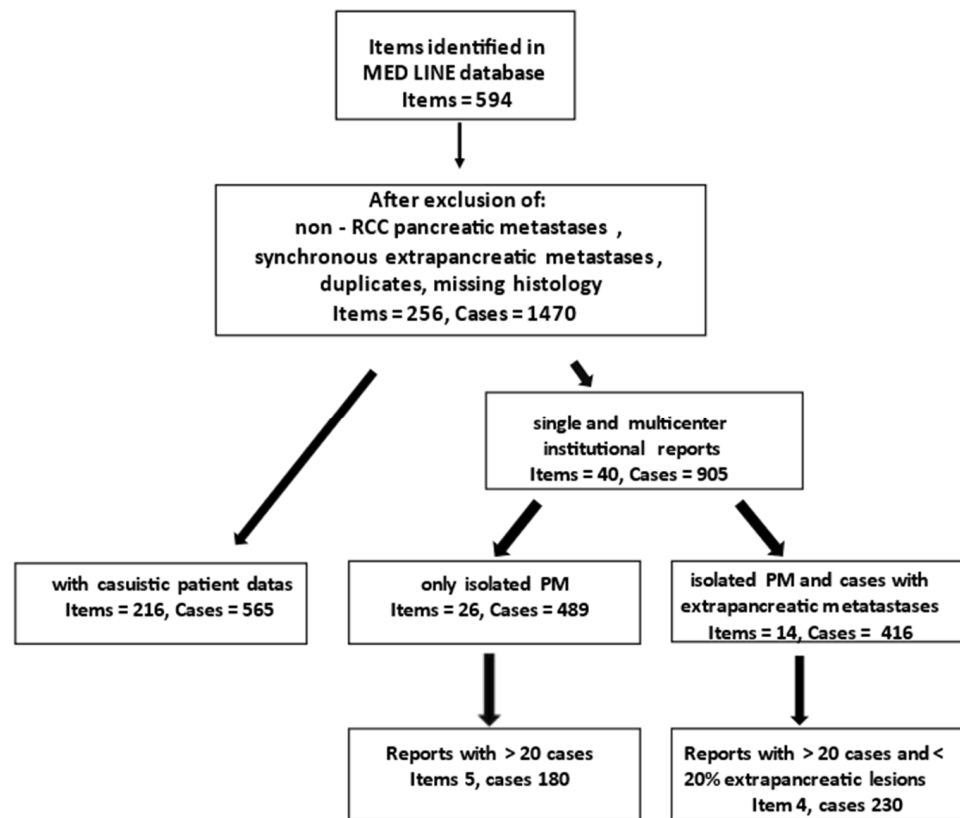 Items identified in
MED LINE database
Items = 594
After exclusion of:
non - RCC pancreatic metastases ,
synchronous extrapancreatic metastases ,
duplicates, missing histology
Items = 256, Cases = 1470
single and multicenter
institutional reports
Items = 40, Cases = 905
with casuistic patient datas
Items = 216, Cases = 565
only isolated PM
Items = 26, Cases = 489
isolated PM and cases with
extrapancreatic metatastases
Items = 14, Cases = 416
Reports with > 20 cases
Items 5, cases 180
Reports with > 20 cases and <
20% extrapancreatic lesions
Item 4, cases 230